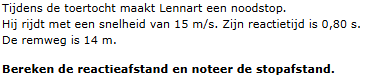 Tijdens de toertocht maakt Lennart een noodstop.
Hij rijdt met een snelheid van 15 m/s. Zijn reactietijd is 0,80 s.
De remweg is 14 m.
Bereken de reactieafstand en noteer de stopafstand.